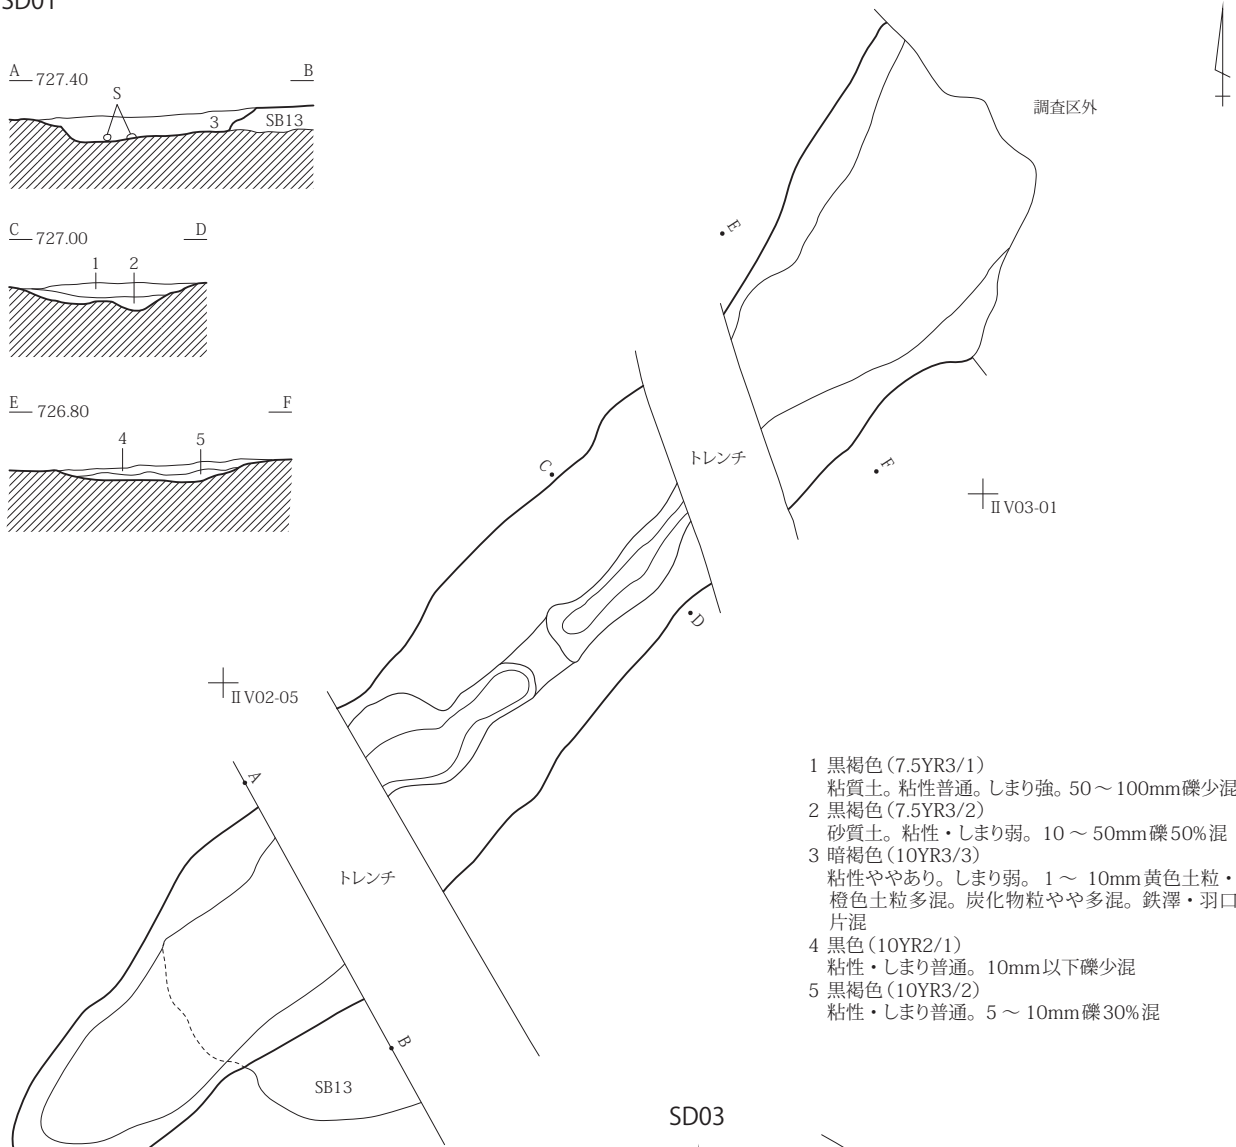 SD01
A 727.40 B
S
3 SB13
C 727.00 D
1 2
E 726.80 F
4 5
調査区外
E
トレンチ
C
F
ⅡV03-01
D
ⅡV02-05
A
トレンチ
B
SB13
1 黒褐色(7.5YR3/1)
粘質土。粘性普通。しまり強。50~100mm礫少混
2 黒褐色(7.5YR3/2)
砂質土。粘性・しまり弱。10~50mm礫50%混
3 暗褐色(10YR3/3)
粘性ややあり。しまり弱。1~10mm黄色土粒・
橙色土粒多混。炭化物粒やや多混。鉄澤・羽口
片混
4 黒色(10YR2/1)
粘性・しまり普通。10mm以下礫少混
5 黒褐色(10YR3/2)
粘性・しまり普通。5~10mm礫30%混
SD03